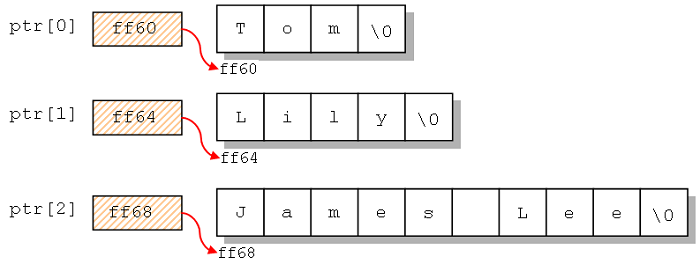 ptr[0] ff60 T o m \0
ff60
ptr[1] ff64 L i l y \0
ff64
ptr[2] ff68 J a m e s L e e \0
ff68